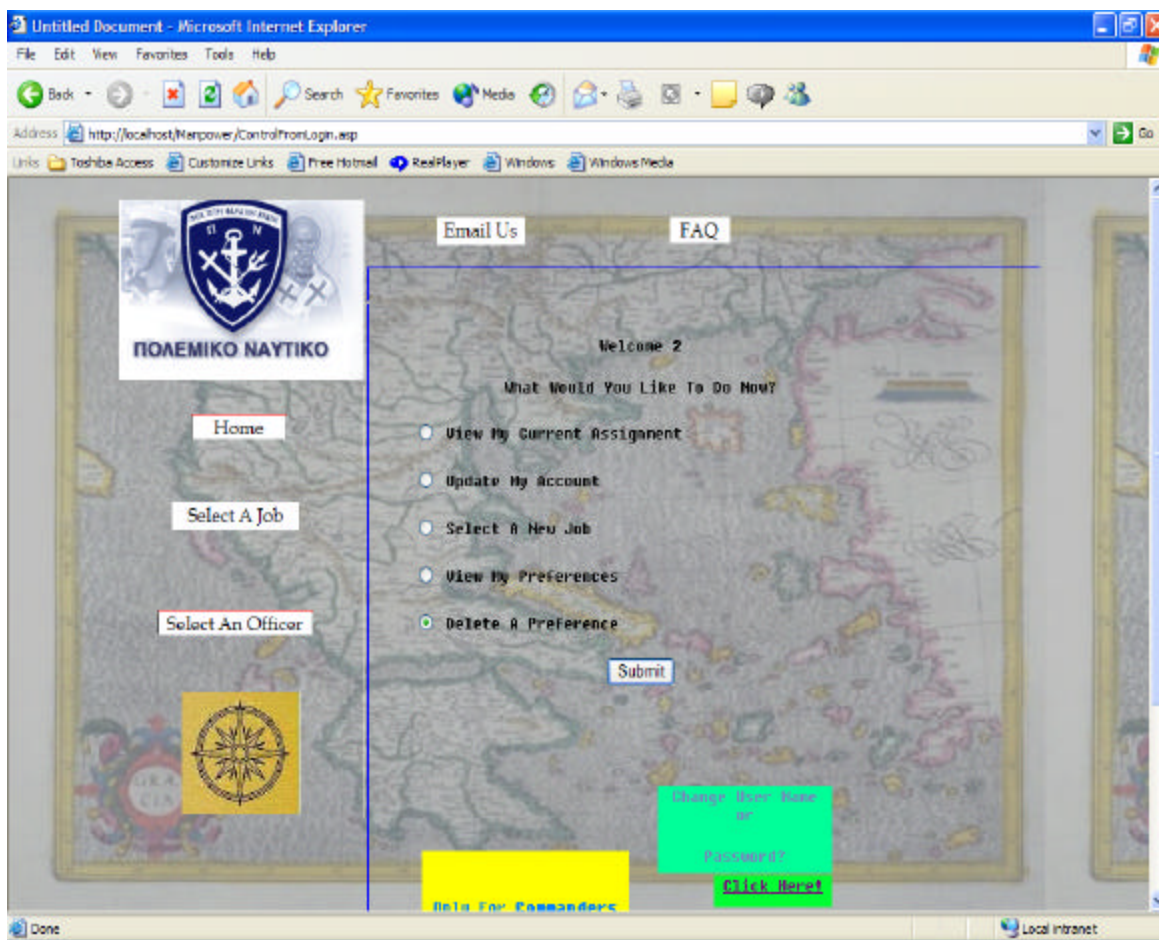 Untitled Document - Microsoft Internet Explorer
File Edit View Favorites Tools Help
Back Search Favorites Media
Address http://localhost/Manpower/ControlFromLogin.asp Go
Links Toshiba Access Customize Links Free Hotmail RealPlayer Windows Windows Media
Email Us FAQ
Π Ν
ΠΟΛΕΜΙΚΟ ΝΑΥΤΙΚΟ
Welcome 2
What Would You Like To Do Now?
Home
View My Current Assignment
Update My Account
Select A Job
Select A New Job
View My Preferences
Select An Officer
Delete A Preference
Submit
GRÆ
CIA
Change User Name
or
Password?
Click Here!
Only For Commanders
Done Local intranet